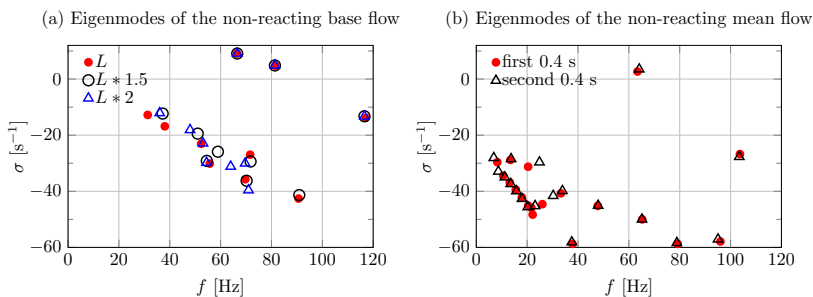 (a) Eigenmodes of the non-reacting base flow
L
L * 1.5
L * 2
0
−20
−40
−60
σ [s⁻¹]
0 20 40 60 80 100 120
f [Hz]
(b) Eigenmodes of the non-reacting mean flow
first 0.4 s
second 0.4 s
0
−20
−40
−60
σ [s⁻¹]
0 20 40 60 80 100 120
f [Hz]